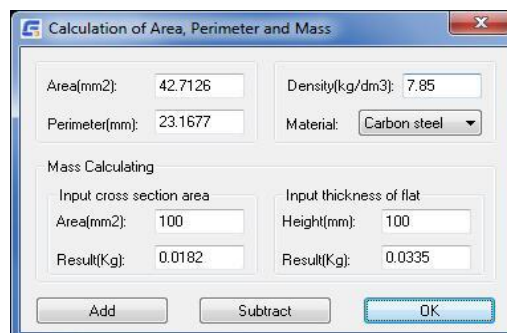 Calculation of Area, Perimeter and Mass
Area(mm2): 42.7126 Density(kg/dm3): 7.85
Perimeter(mm): 23.1677 Material: Carbon steel
Mass Calculating
Input cross section area Input thickness of flat
Area(mm2): 100 Height(mm): 100
Result(Kg): 0.0182 Result(Kg): 0.0335
Add Subtract OK